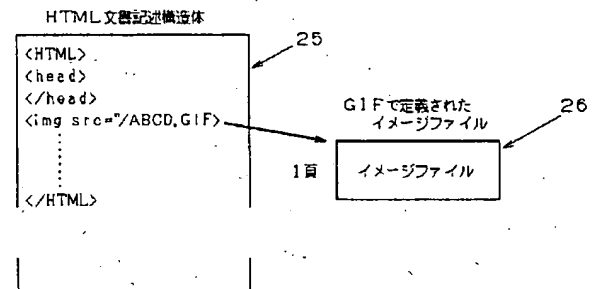 HTML文書記述構造体
25
<HTML>
<head>
</head>
<img src="/ABCD.GIF>
</HTML>
GIFで定義された
イメージファイル
26
1頁
イメージファイル